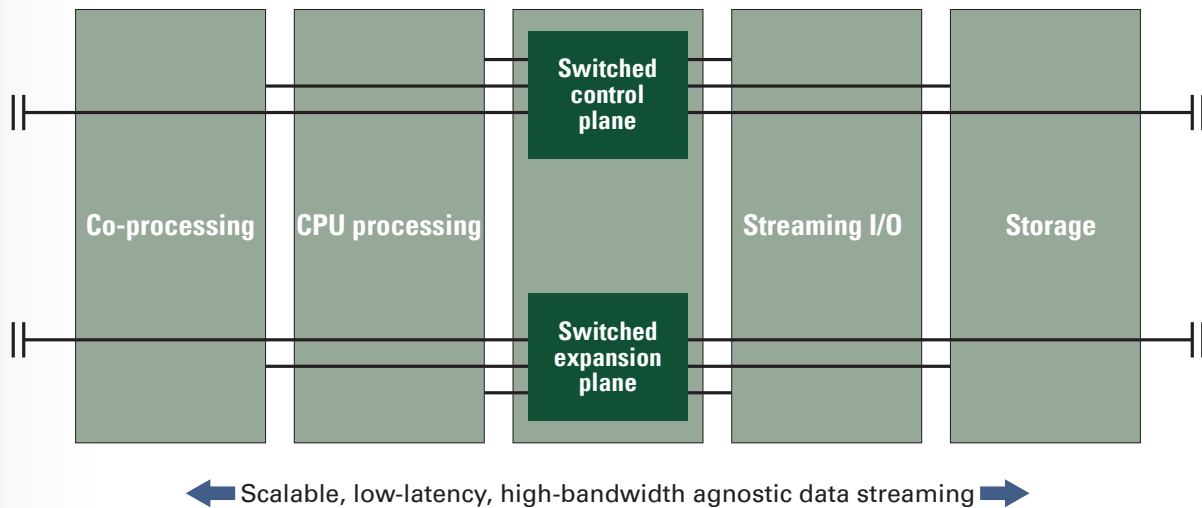 Switched
control
plane
Co-processing
CPU processing
Streaming I/O
Storage
Switched
expansion
plane
Scalable, low-latency, high-bandwidth agnostic data streaming